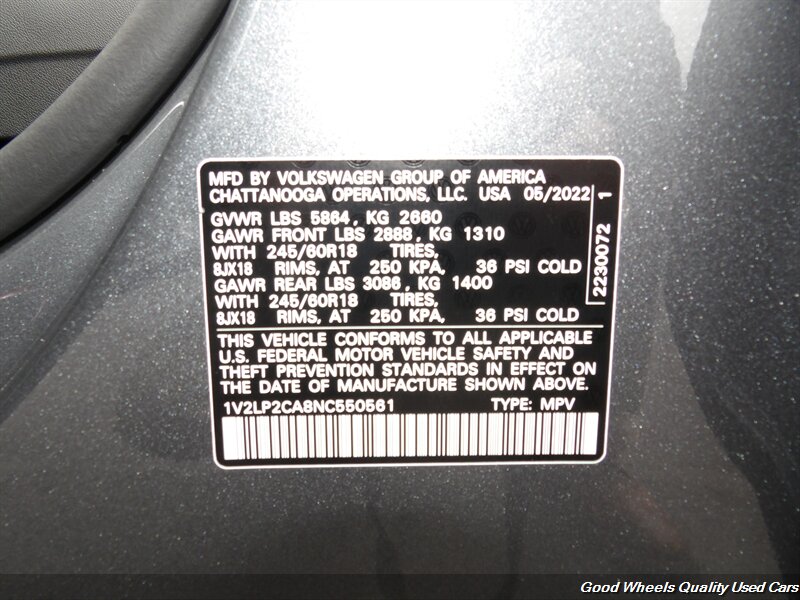 MFD BY VOLKSWAGEN GROUP OF AMERICA
CHATTANOOGA OPERATIONS, LLC. USA 05/2022
GVWR LBS 5864, KG 2660
GAWR FRONT LBS 2888, KG 1310
WITH 245/60R18 TIRES,
8JX18 RIMS, AT 250 KPA, 36 PSI COLD
GAWR REAR LBS 3086, KG 1400
WITH 245/60R18 TIRES,
8JX18 RIMS, AT 250 KPA, 36 PSI COLD
2230072 1
THIS VEHICLE CONFORMS TO ALL APPLICABLE
U.S. FEDERAL MOTOR VEHICLE SAFETY AND
THEFT PREVENTION STANDARDS IN EFFECT ON
THE DATE OF MANUFACTURE SHOWN ABOVE.
1V2LP2CA8NC550561 TYPE: MPV
Good Wheels Quality Used Cars